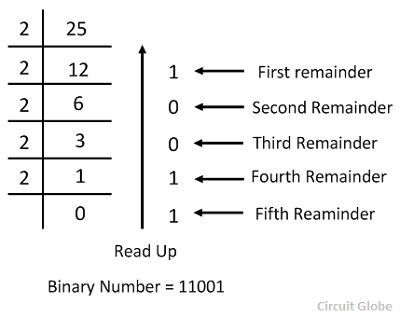 2 25
2 12 1 First remainder
2 6 0 Second Remainder
2 3 0 Third Remainder
2 1 1 Fourth Remainder
0 1 Fifth Reaminder
Read Up
Binary Number = 11001
Circuit Globe